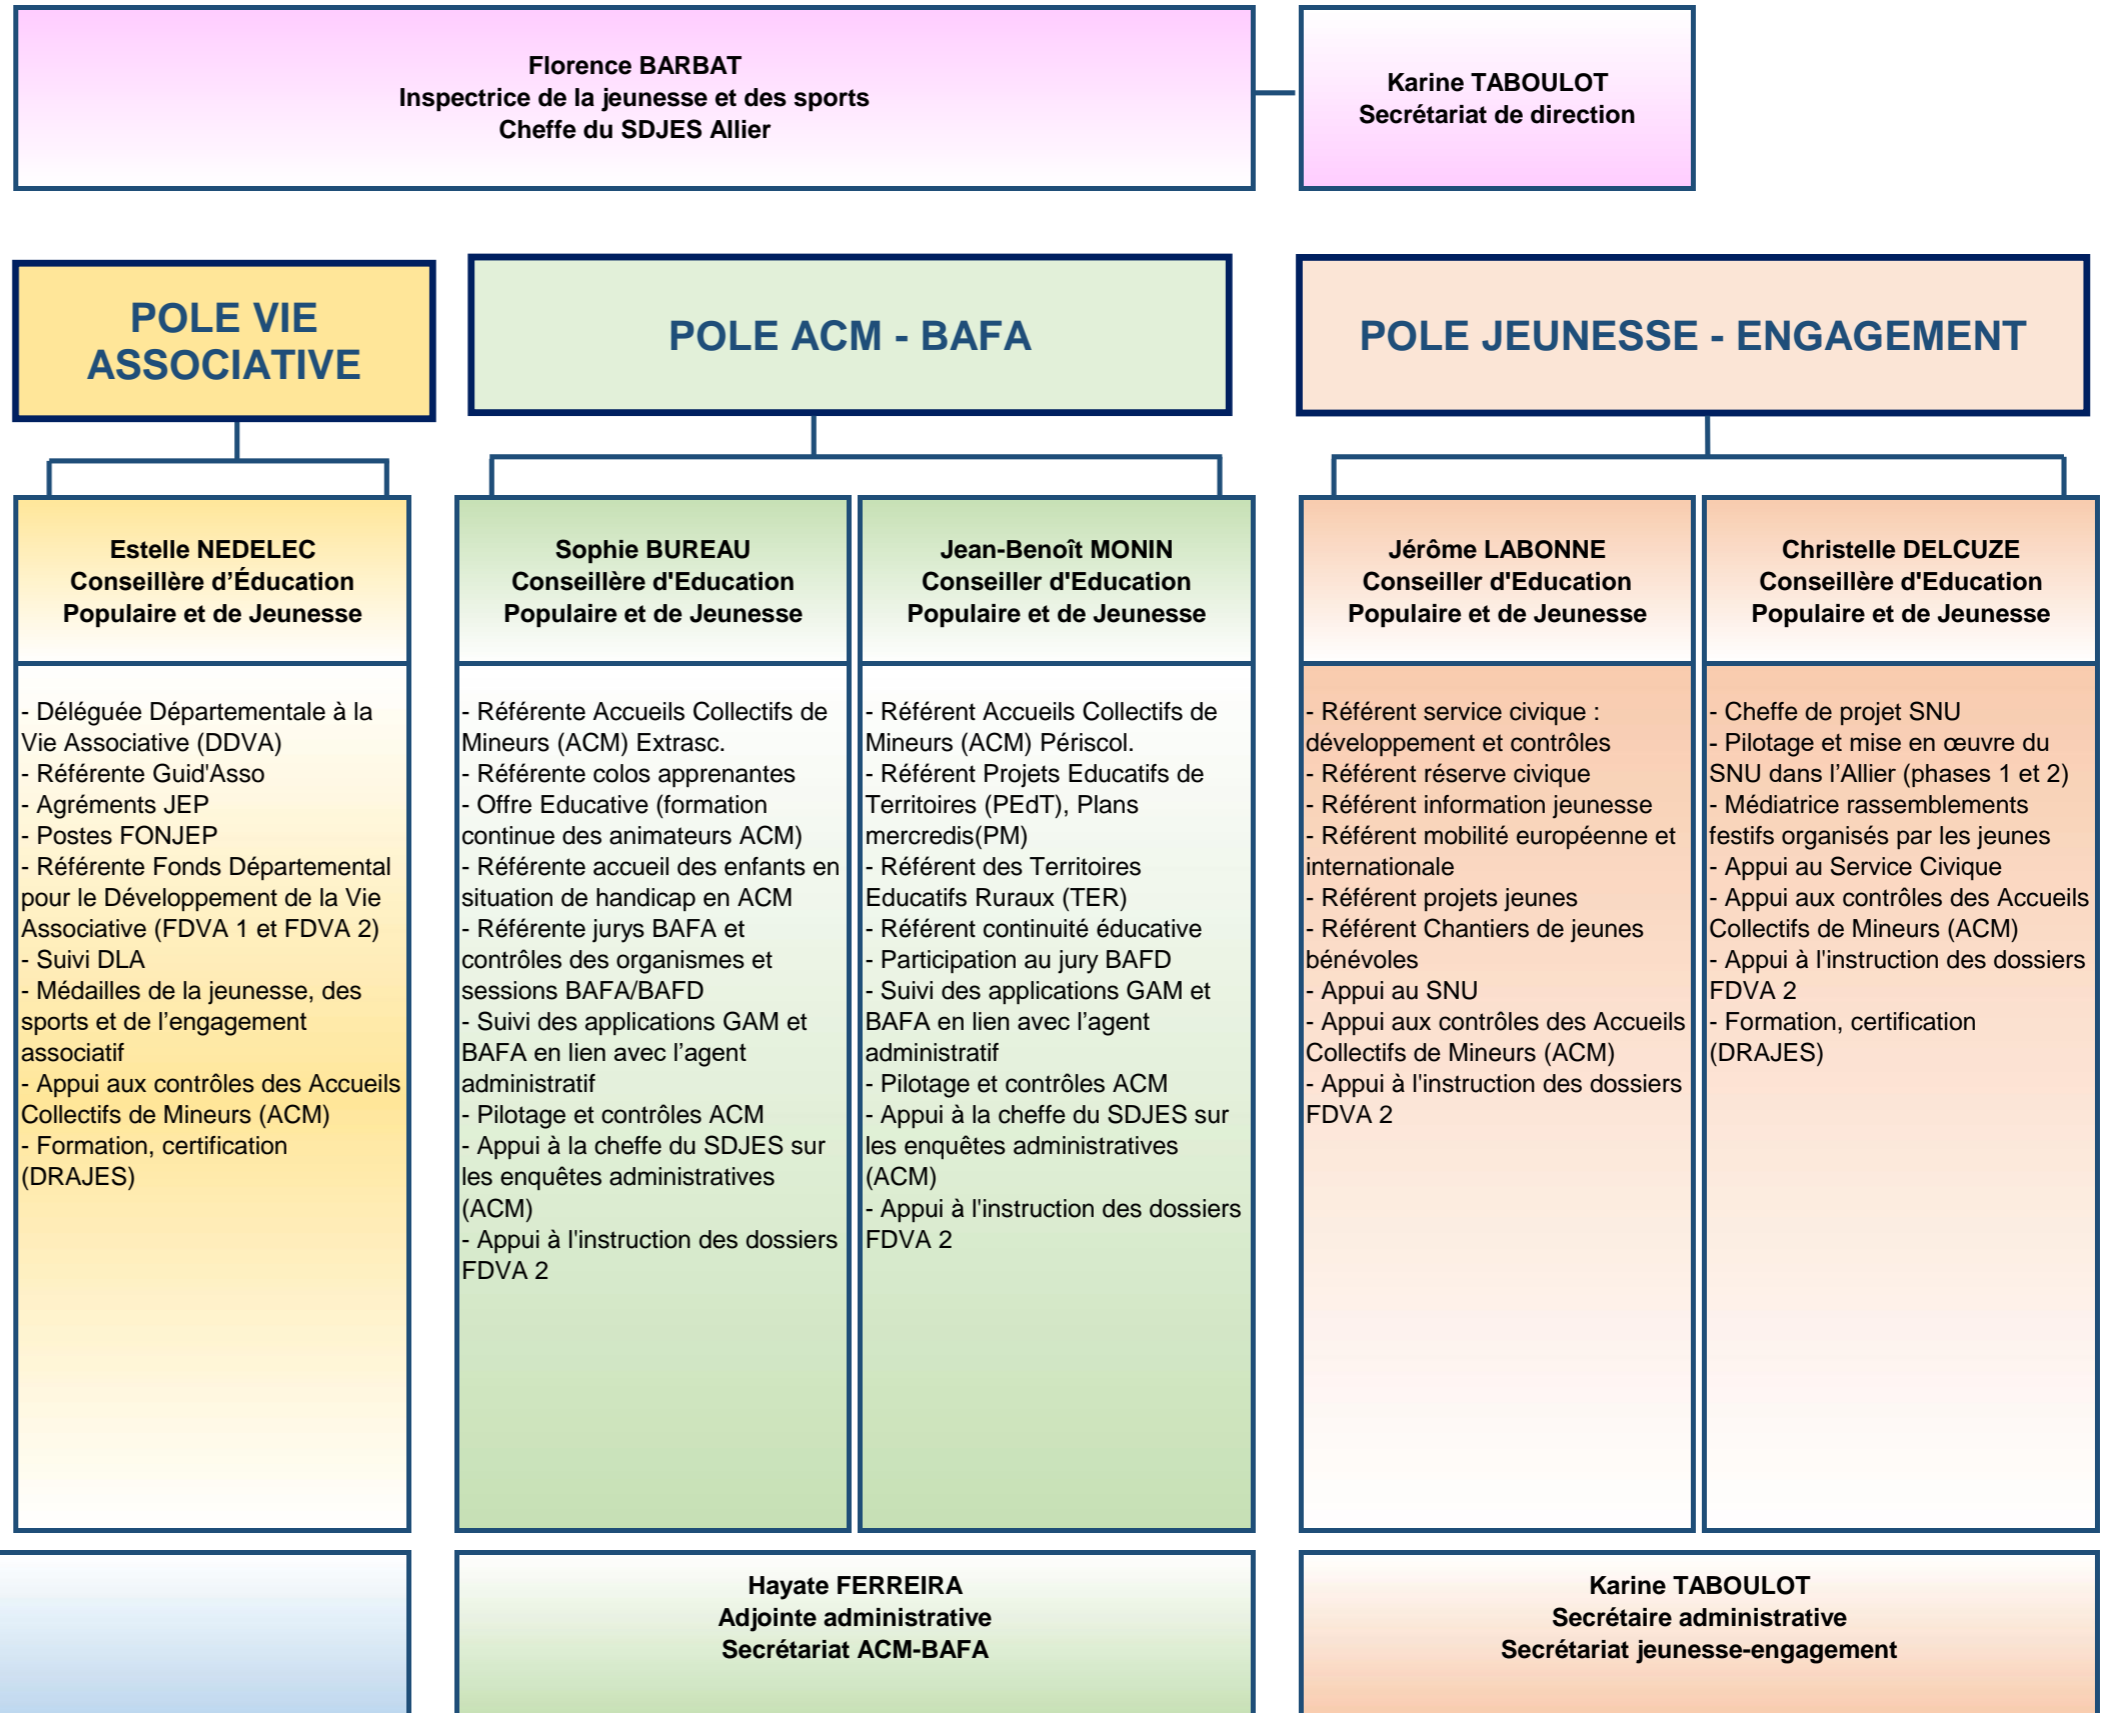 Florence BARBAT
Inspectrice de la jeunesse et des sports
Cheffe du SDJES Allier
Karine TABOULOT
Secrétariat de direction
POLE VIE
ASSOCIATIVE
POLE ACM - BAFA
POLE JEUNESSE - ENGAGEMENT
Estelle NEDELEC
Conseillère d’Éducation
Populaire et de Jeunesse
- Déléguée Départementale à la
Vie Associative (DDVA)
- Référente Guid'Asso
- Agréments JEP
- Postes FONJEP
- Référente Fonds Départemental
pour le Développement de la Vie
Associative (FDVA 1 et FDVA 2)
- Suivi DLA
- Médailles de la jeunesse, des
sports et de l’engagement
associatif
- Appui aux contrôles des Accueils
Collectifs de Mineurs (ACM)
- Formation, certification
(DRAJES)
Sophie BUREAU
Conseillère d'Education
Populaire et de Jeunesse
- Référente Accueils Collectifs de
Mineurs (ACM) Extrasc.
- Référente colos apprenantes
- Offre Educative (formation
continue des animateurs ACM)
- Référente accueil des enfants en
situation de handicap en ACM
- Référente jurys BAFA et
contrôles des organismes et
sessions BAFA/BAFD
- Suivi des applications GAM et
BAFA en lien avec l’agent
administratif
- Pilotage et contrôles ACM
- Appui à la cheffe du SDJES sur
les enquêtes administratives
(ACM)
- Appui à l'instruction des dossiers
FDVA 2
Jean-Benoît MONIN
Conseiller d'Education
Populaire et de Jeunesse
- Référent Accueils Collectifs de
Mineurs (ACM) Périscol.
- Référent Projets Educatifs de
Territoires (PEdT), Plans
mercredis(PM)
- Référent des Territoires
Educatifs Ruraux (TER)
- Référent continuité éducative
- Participation au jury BAFD
- Suivi des applications GAM et
BAFA en lien avec l’agent
administratif
- Pilotage et contrôles ACM
- Appui à la cheffe du SDJES sur
les enquêtes administratives
(ACM)
- Appui à l'instruction des dossiers
FDVA 2
Jérôme LABONNE
Conseiller d'Education
Populaire et de Jeunesse
- Référent service civique :
développement et contrôles
- Référent réserve civique
- Référent information jeunesse
- Référent mobilité européenne et
internationale
- Référent projets jeunes
- Référent Chantiers de jeunes
bénévoles
- Appui au SNU
- Appui aux contrôles des Accueils
Collectifs de Mineurs (ACM)
- Appui à l'instruction des dossiers
FDVA 2
Christelle DELCUZE
Conseillère d'Education
Populaire et de Jeunesse
- Cheffe de projet SNU
- Pilotage et mise en œuvre du
SNU dans l’Allier (phases 1 et 2)
- Médiatrice rassemblements
festifs organisés par les jeunes
- Appui au Service Civique
- Appui aux contrôles des Accueils
Collectifs de Mineurs (ACM)
- Appui à l'instruction des dossiers
FDVA 2
- Formation, certification
(DRAJES)
Hayate FERREIRA
Adjointe administrative
Secrétariat ACM-BAFA
Karine TABOULOT
Secrétaire administrative
Secrétariat jeunesse-engagement